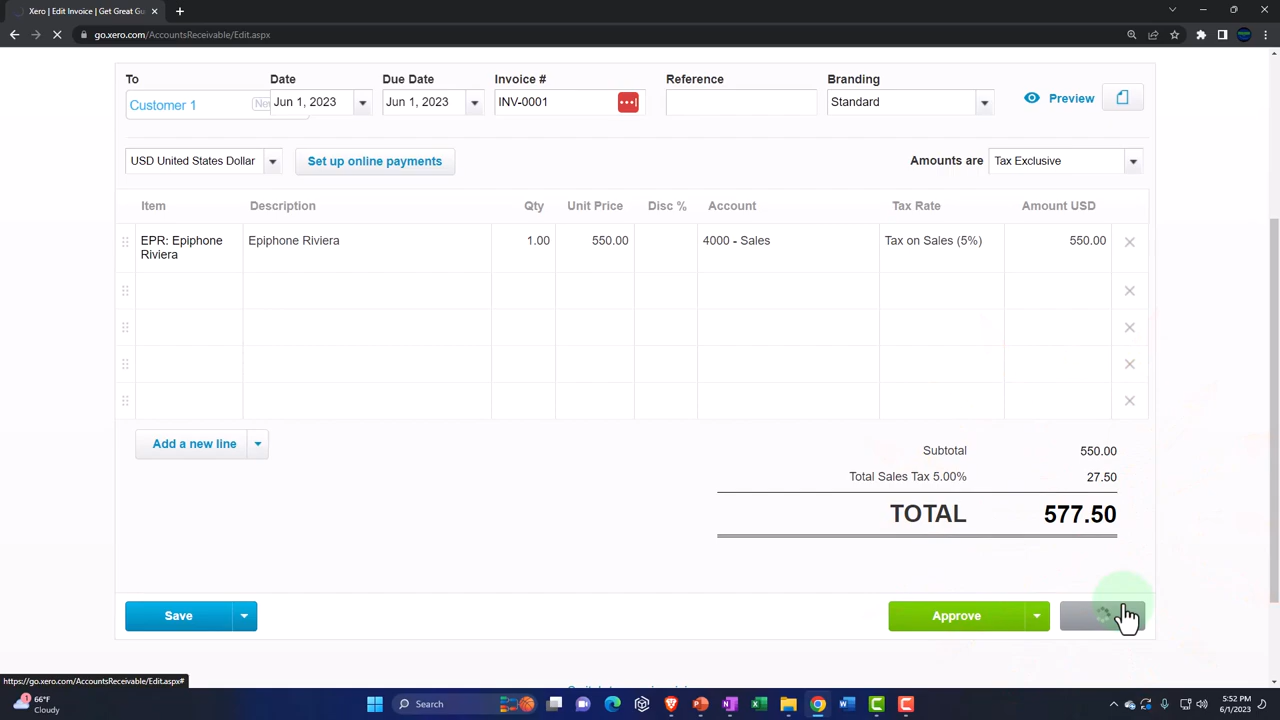 Xero | Edit Invoice | Get Great Gu
go.xero.com/AccountsReceivable/Edit.aspx
To Date Due Date Invoice # Reference Branding
Customer 1 Jun 1, 2023 Jun 1, 2023 INV-0001 Standard Preview
USD United States Dollar Set up online payments Amounts are Tax Exclusive
Item Description Qty Unit Price Disc % Account Tax Rate Amount USD
EPR: Epiphone Epiphone Riviera 1.00 550.00 4000 - Sales Tax on Sales (5%) 550.00
Riviera
Add a new line
Subtotal 550.00
Total Sales Tax 5.00% 27.50
TOTAL 577.50
Save Approve
https://go.xero.com/AccountsReceivable/Edit.aspx#
1
66°F
Cloudy
Search
5:52 PM
6/1/2023